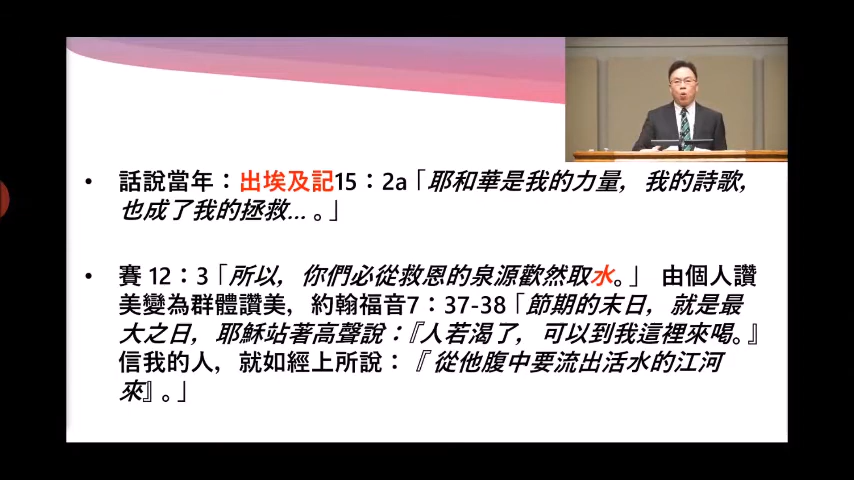 • 話說當年：出埃及記15：2a「耶和華是我的力量，我的詩歌，
也成了我的拯救...。」
• 賽 12：3「所以，你們必從救恩的泉源歡然取水。」 由個人讚
美變為群體讚美，約翰福音7：37-38「節期的末日，就是最
大之日，耶穌站著高聲說：『人若渴了，可以到我這裡來喝。』
信我的人，就如經上所說：『 從他腹中要流出活水的江河
來』。」